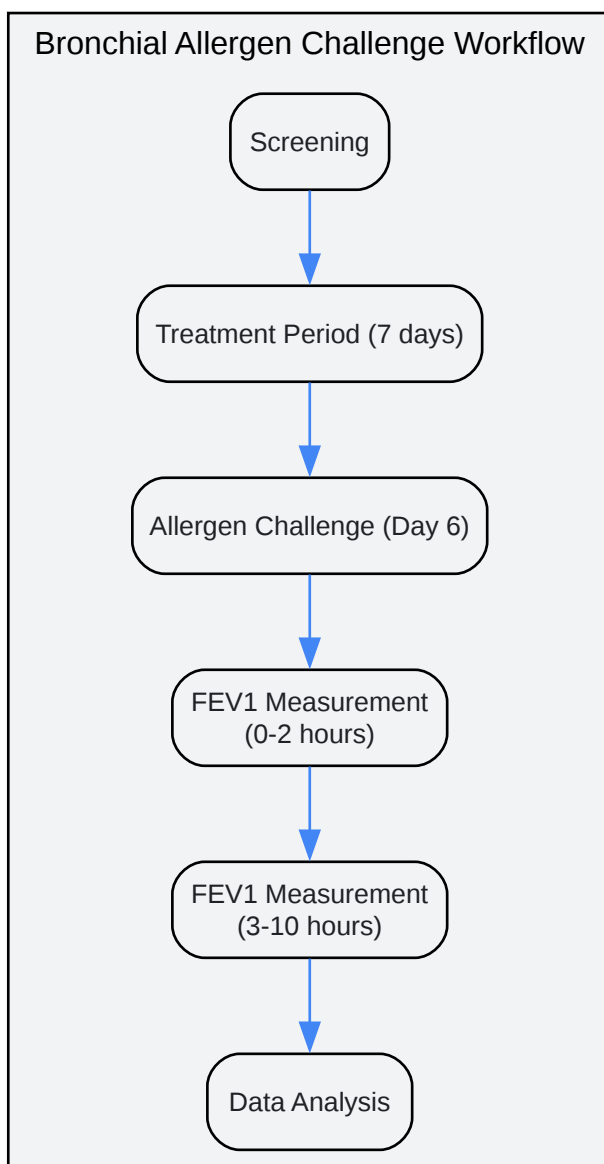 Bronchial Allergen Challenge Workflow
Screening
Treatment Period (7 days)
Allergen Challenge (Day 6)
FEV1 Measurement
(0-2 hours)
FEV1 Measurement
(3-10 hours)
Data Analysis